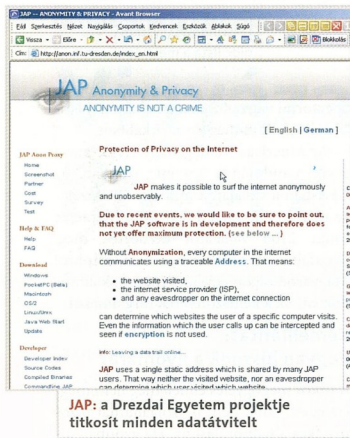 JAP -- ANONYMITY & PRIVACY - Avant Browser
Fájl Szerkesztés Nézet Navigálás Csoportok Kedvencek Eszközök Ablakok Súgó
Vissza Előre Blokkolás
Cím: http://anon.inf.tu-dresden.de/index_en.html
JAP Anonymity & Privacy
ANONYMITY IS NOT A CRIME
[ English | German ]
JAP Anon Proxy
Home
Screenshot
Partner
Cost
Survey
Test
Help & FAQ
Help
FAQ
Download
Windows
PocketPC (Beta)
Macintosh
OS/2
Linux/Unix
Java Web Start
Update
Developer
Developer Index
Source Codes
Compiled Binaries
Commandline JAP
Protection of Privacy on the Internet
JAP
JAP makes it possible to surf the internet anonymously
and unobservably.
Due to recent events, we would like to be sure to point out,
that the JAP software is in development and therefore does
not yet offer maximum protection. (see below ... )
Without Anonymization, every computer in the internet
communicates using a traceable Address. That means:
• the website visited,
• the internet service provider (ISP),
• and any eavesdropper on the internet connection
can determine which websites the user of a specific computer visits.
Even the information which the user calls up can be intercepted and
seen if encryption is not used.
Info: Leaving a data trail online...
JAP uses a single static address which is shared by many JAP
users. That way neither the visited website, nor an eavesdropper
can determine which user visited which website.
JAP: a Drezdai Egyetem projektje
titkosít minden adatátvitelt